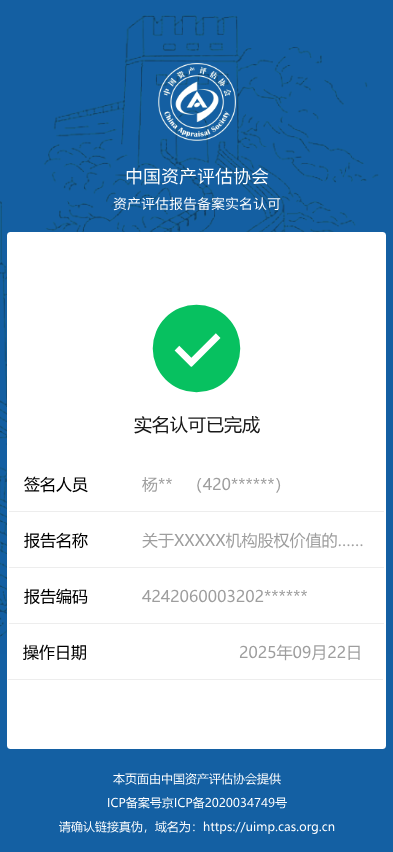 中国资产评估协会
China Appraisal Society
中国资产评估协会
资产评估报告备案实名认可
实名认可已完成
签名人员 杨** （420******）
报告名称 关于XXXXX机构股权价值的......
报告编码 4242060003202******
操作日期 2025年09月22日
本页面由中国资产评估协会提供
ICP备案号京ICP备2020034749号
请确认链接真伪，域名为：https://uimp.cas.org.cn